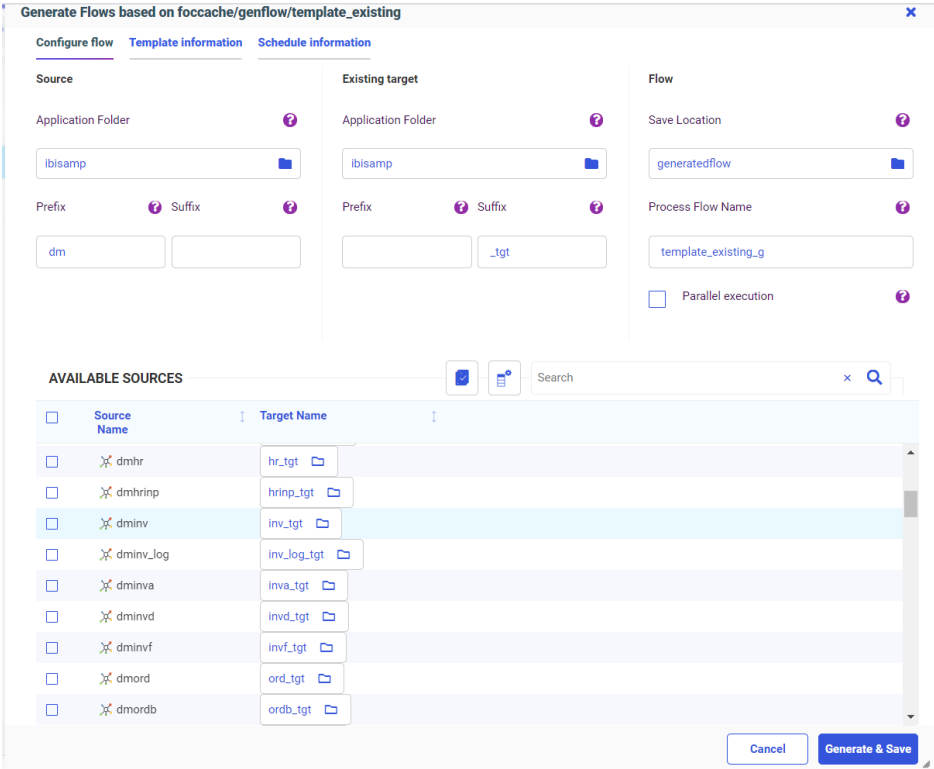 Generate Flows based on foccache/genflow/template_existing
Configure flow Template information Schedule information
Source Existing target Flow
Application Folder Application Folder Save Location
ibisamp ibisamp generatedflow
Prefix Suffix Prefix Suffix Process Flow Name
dm _tgt template_existing_g
Parallel execution
AVAILABLE SOURCES Search
Source Name Target Name
dmhr hr_tgt
dmhrinp hrinp_tgt
dminv inv_tgt
dminv_log inv_log_tgt
dminva inva_tgt
dminvd invd_tgt
dminvf invf_tgt
dmord ord_tgt
dmordb ordb_tgt
Cancel Generate & Save